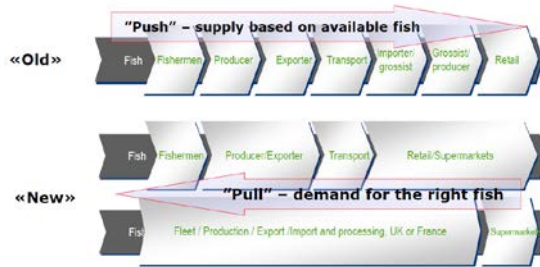 "Push" – supply based on available fish
«Old»
Fish Fishermen Producer Exporter Transport Importer/ grossist Grossist/ producer Retail
Fish Fishermen Producer/Exporter Transport Retail/Supermarkets
«New»
"Pull" – demand for the right fish
Fish Fleet / Production / Export /Import and processing, UK or France Supermarket